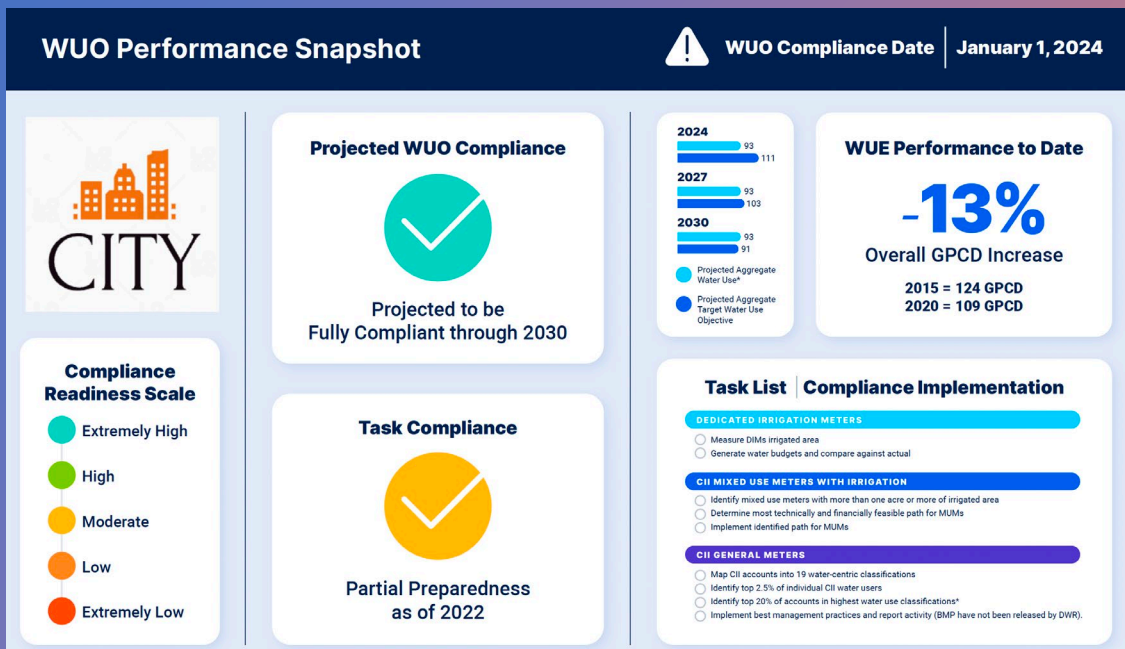 WUO Performance Snapshot
WUO Compliance Date
January 1, 2024
CITY
Compliance
Readiness Scale
Extremely High
High
Moderate
Low
Extremely Low
Projected WUO Compliance
Projected to be
Fully Compliant through 2030
Task Compliance
Partial Preparedness
as of 2022
2024
93
111
2027
93
103
2030
93
91
Projected Aggregate
Water Use*
Projected Aggregate
Target Water Use
Objective
WUE Performance to Date
-13%
Overall GPCD Increase
2015 = 124 GPCD
2020 = 109 GPCD
Task List | Compliance Implementation
DEDICATED IRRIGATION METERS
Measure DIMs irrigated area
Generate water budgets and compare against actual
CII MIXED USE METERS WITH IRRIGATION
Identify mixed use meters with more than one acre or more of irrigated area
Determine most technically and financially feasible path for MUMs
Implement identified path for MUMs
CII GENERAL METERS
Map CII accounts into 19 water-centric classifications
Identify top 2.5% of individual CII water users
Identify top 20% of accounts in highest water use classifications*
Implement best management practices and report activity (BMP have not been released by DWR).